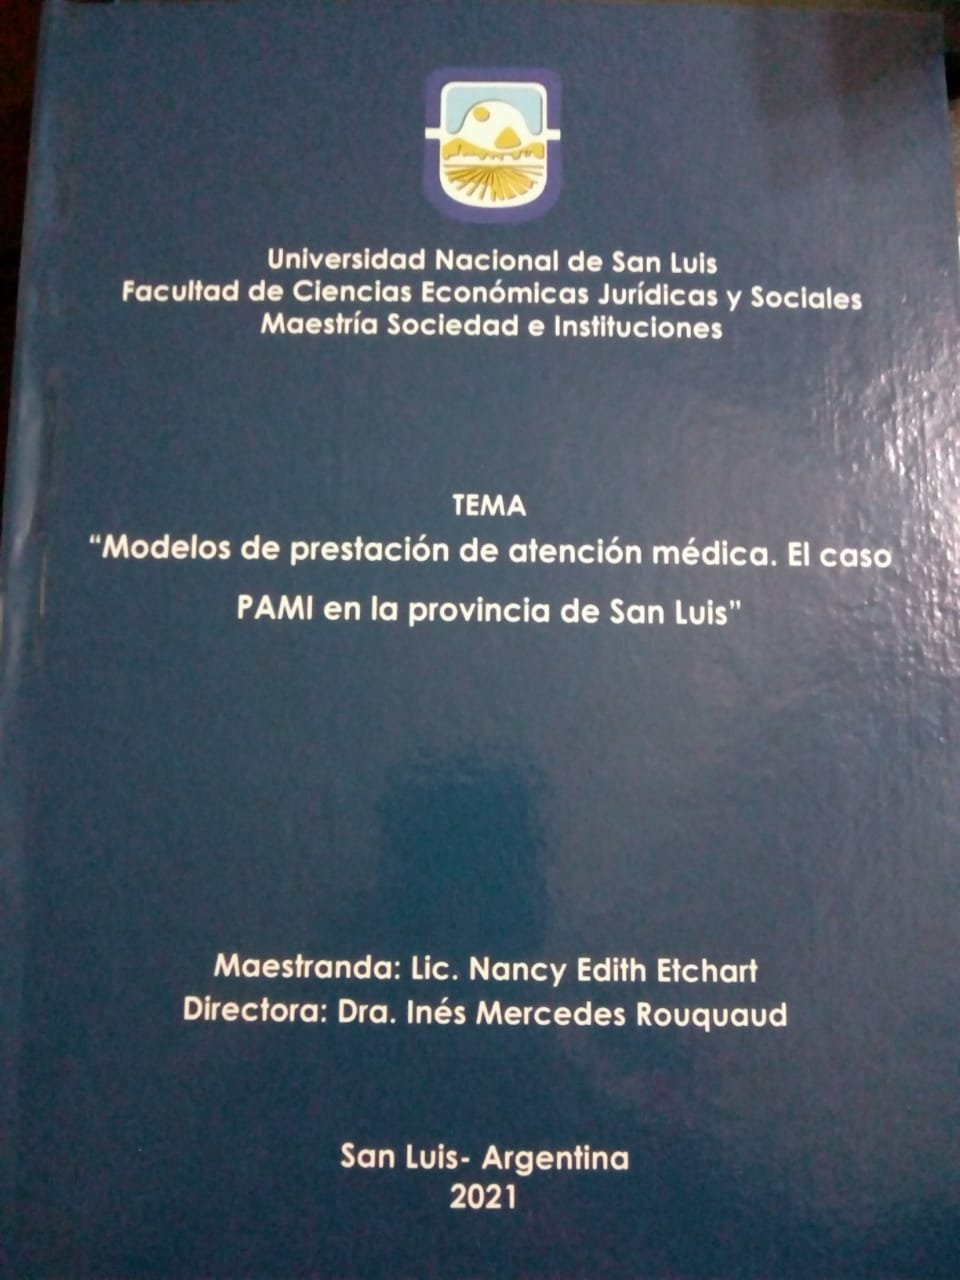 Universidad Nacional de San Luis
Facultad de Ciencias Económicas Jurídicas y Sociales
Maestría Sociedad e Instituciones
TEMA
“Modelos de prestación de atención médica. El caso
PAMI en la provincia de San Luis”
Maestranda: Lic. Nancy Edith Etchart
Directora: Dra. Inés Mercedes Rouquaud
San Luis- Argentina
2021